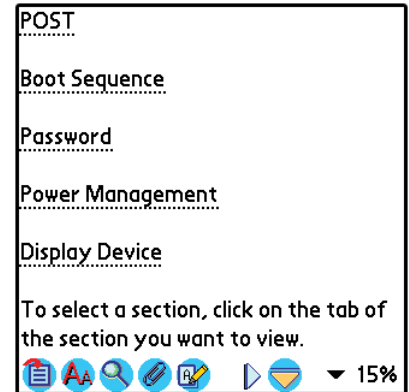 POST
Boot Sequence
Password
Power Management
Display Device
To select a section, click on the tab of
the section you want to view.
15%